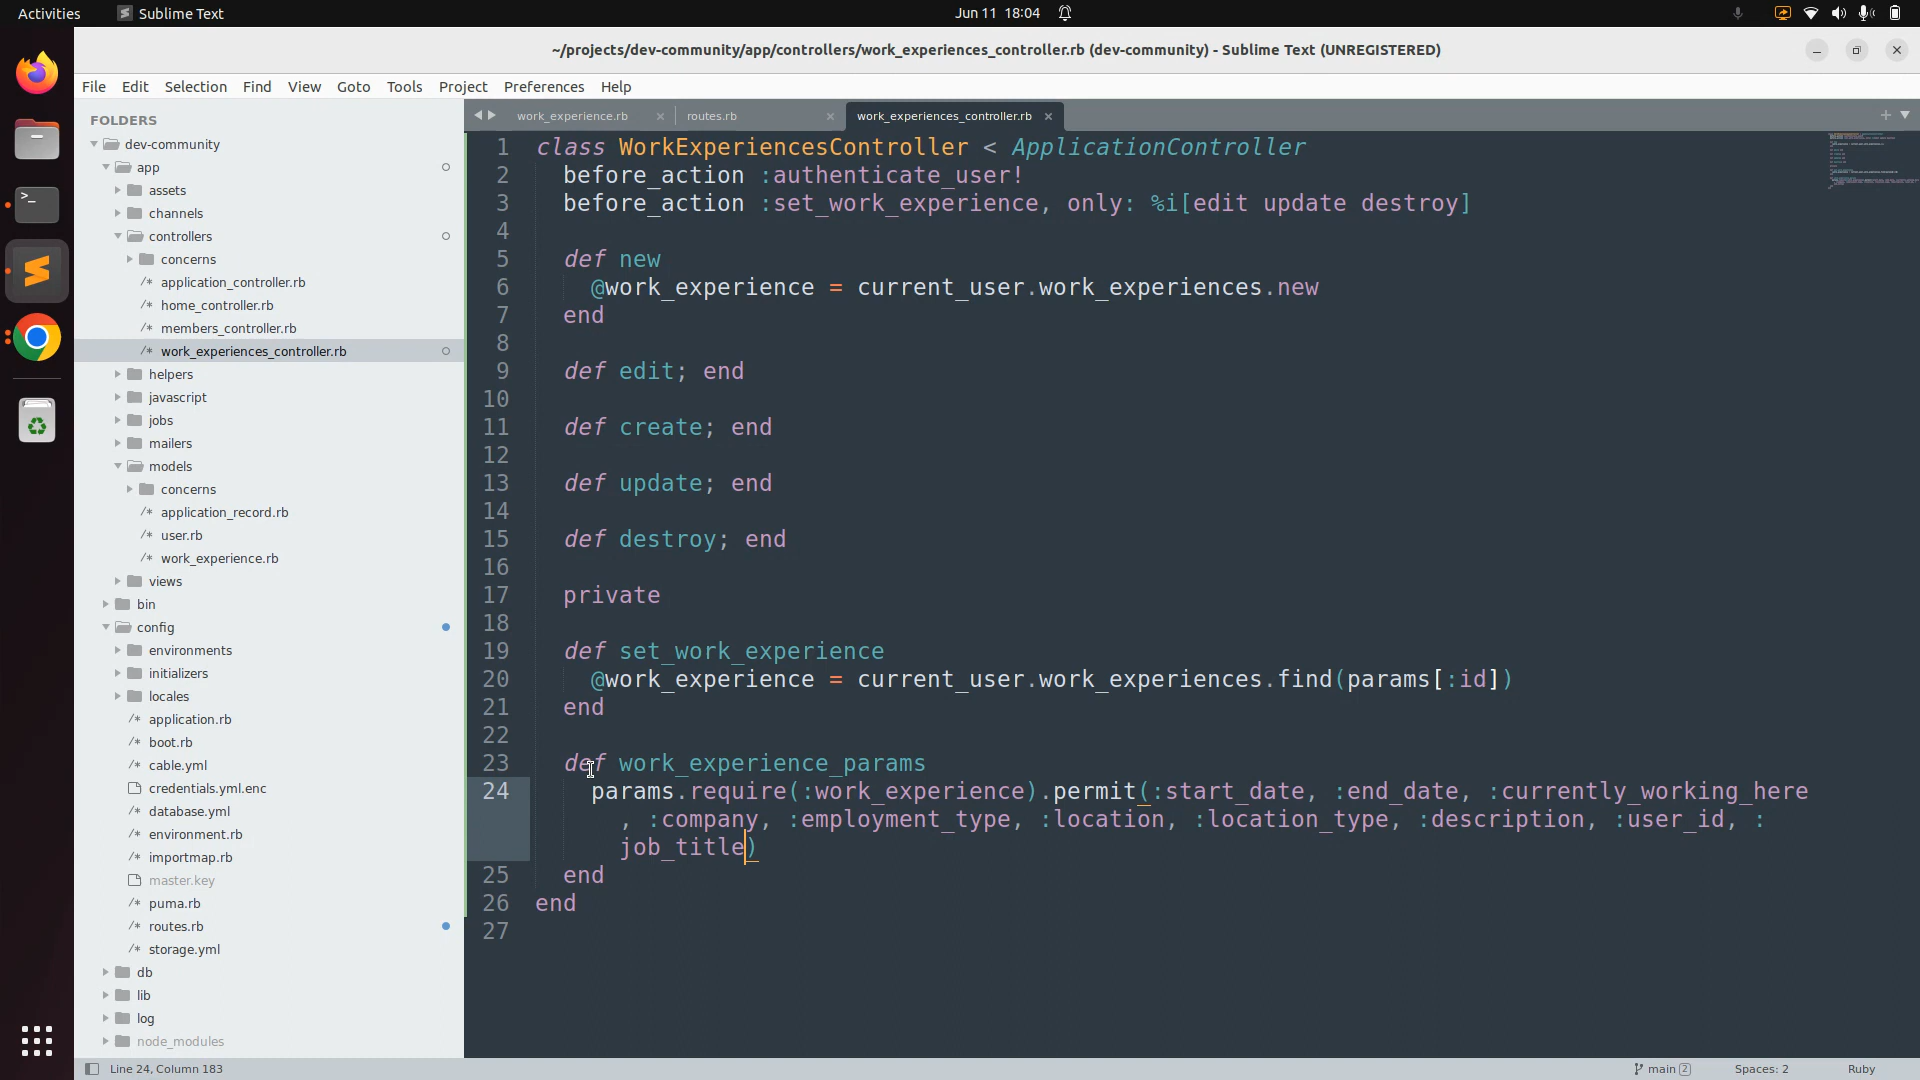 Activities
Sublime Text
Jun 11 18:04
~/projects/dev-community/app/controllers/work_experiences_controller.rb (dev-community) - Sublime Text (UNREGISTERED)
File Edit Selection Find View Goto Tools Project Preferences Help
FOLDERS
dev-community
app
assets
channels
controllers
concerns
/* application_controller.rb
/* home_controller.rb
/* members_controller.rb
/* work_experiences_controller.rb
helpers
javascript
jobs
mailers
models
concerns
/* application_record.rb
/* user.rb
/* work_experience.rb
views
bin
config
environments
initializers
locales
/* application.rb
/* boot.rb
/* cable.yml
credentials.yml.enc
/* database.yml
/* environment.rb
/* importmap.rb
master.key
/* puma.rb
/* routes.rb
/* storage.yml
db
lib
log
node_modules
work_experience.rb
routes.rb
work_experiences_controller.rb
1 class WorkExperiencesController < ApplicationController
2 before_action :authenticate_user!
3 before_action :set_work_experience, only: %i[edit update destroy]
4
5 def new
6 @work_experience = current_user.work_experiences.new
7 end
8
9 def edit; end
10
11 def create; end
12
13 def update; end
14
15 def destroy; end
16
17 private
18
19 def set_work_experience
20 @work_experience = current_user.work_experiences.find(params[:id])
21 end
22
23 def work_experience_params
24 params.require(:work_experience).permit(:start_date, :end_date, :currently_working_here
, :company, :employment_type, :location, :location_type, :description, :user_id, :
job_title)
25 end
26 end
27
Line 24, Column 183
main 2
Spaces: 2
Ruby